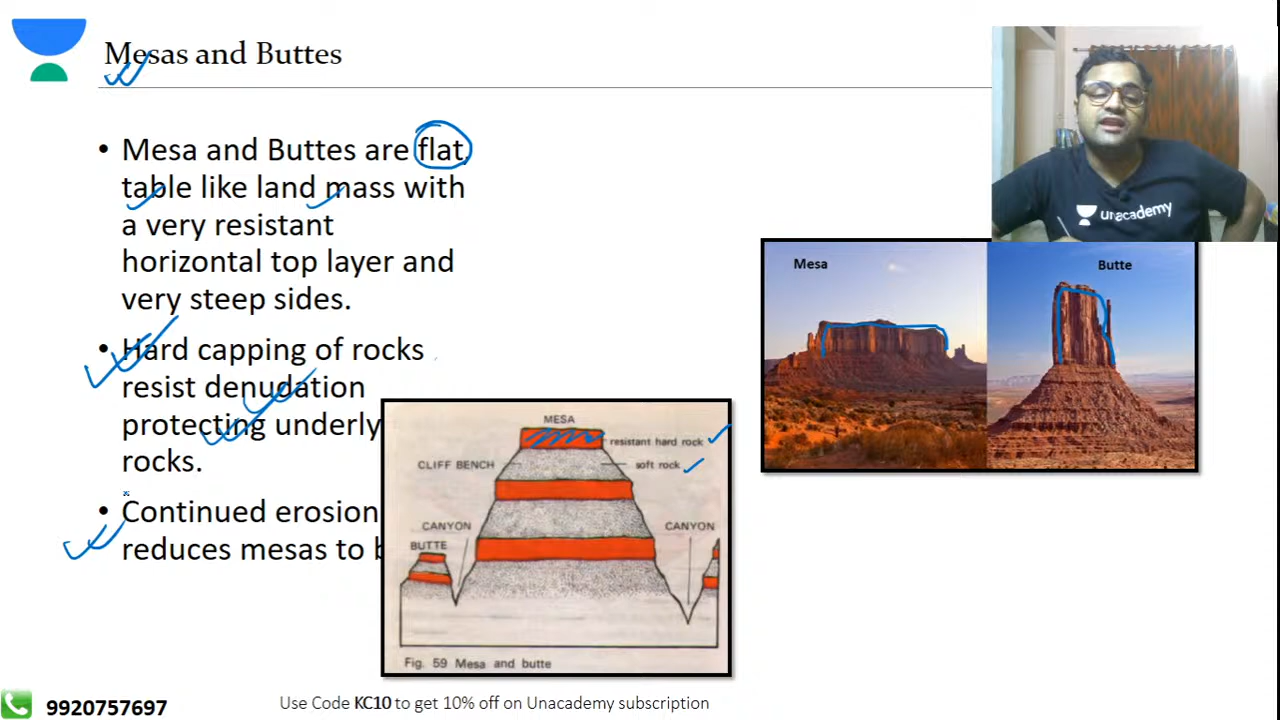 Mesas and Buttes
• Mesa and Buttes are flat,
table like land mass with
a very resistant
horizontal top layer and
very steep sides.
• Hard capping of rocks
resist denudation
protecting underly
rocks.
• Continued erosion
reduces mesas to b
MESA
resistant hard rock
CLIFF BENCH
soft rock
CANYON
CANYON
BUTTE
Fig. 59 Mesa and butte
Mesa
Butte
unacademy
9920757697
Use Code KC10 to get 10% off on Unacademy subscription